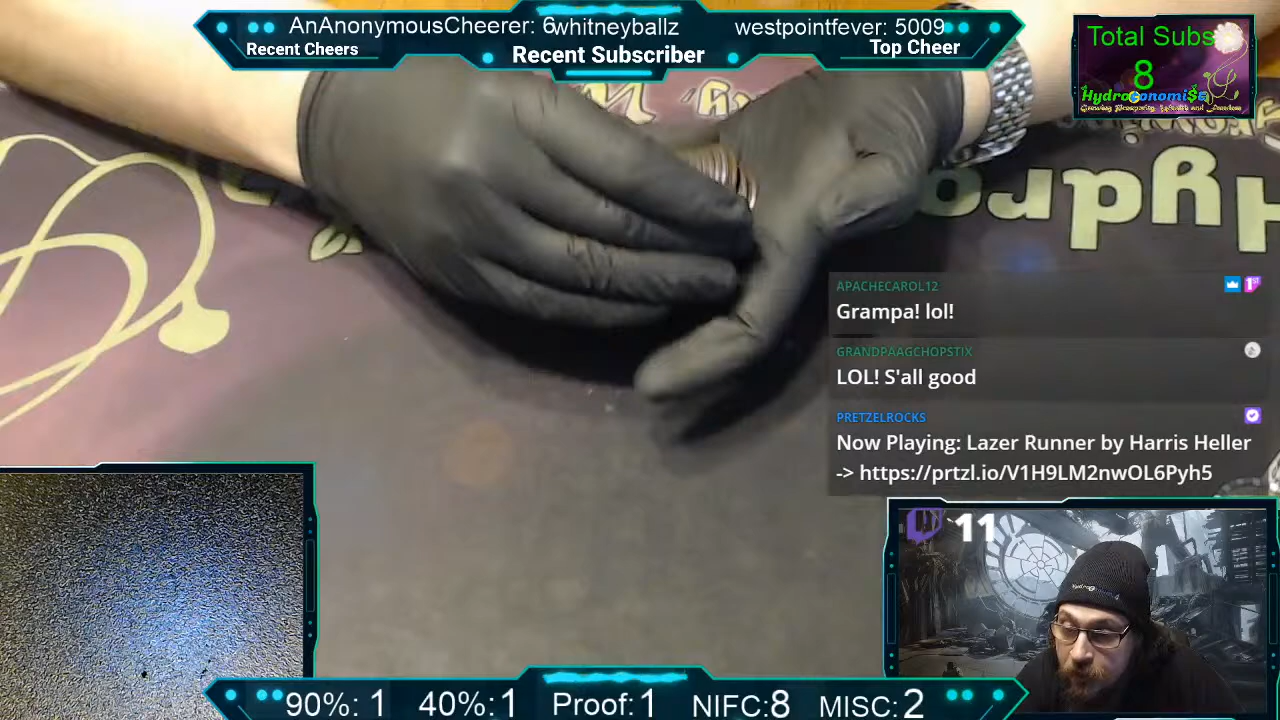 AnAnonymousCheerer: 6
whitneyballz
westpointfever: 5009
Recent Cheers
Recent Subscriber
Top Cheer
Total Subs
8
Hydroconomi$e
Hydro
APACHECAROL12
Grampa! lol!
GRANDPAAGCHOPSTIX
LOL! S'all good
PRETZELROCKS
Now Playing: Lazer Runner by Harris Heller
-> https://prtzl.io/V1H9LM2nwOL6Pyh5
11
90%: 1
40%:1
Proof:1
NIFC:8
MISC:2